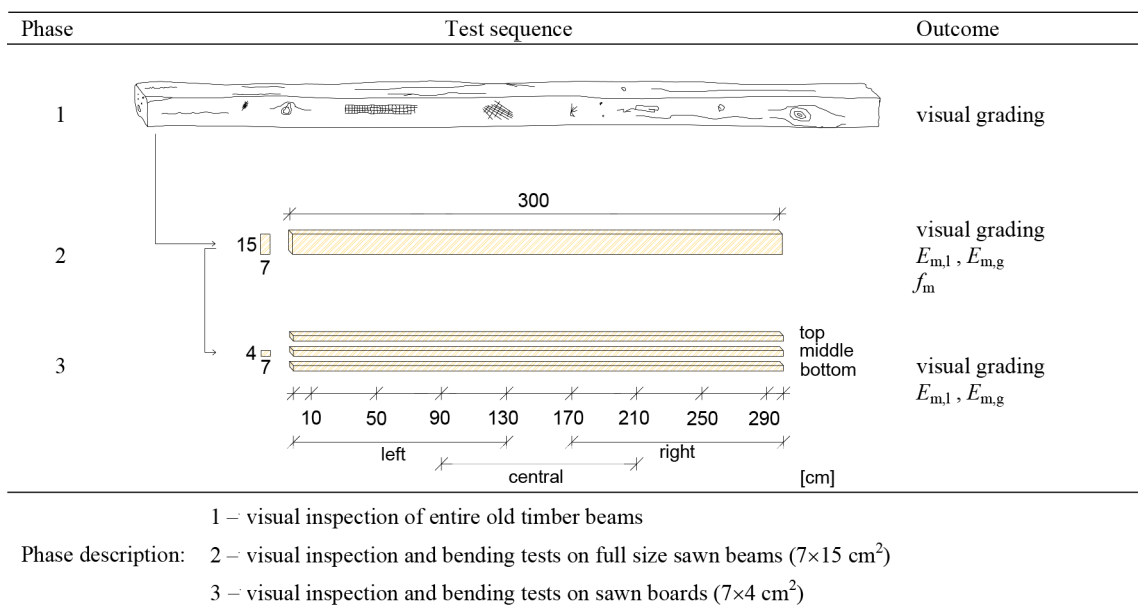 Phase Test sequence Outcome
1 visual grading
300
2 15 7 visual grading
E_m,l , E_m,g
f_m
top
middle
bottom
3 4 7 visual grading
E_m,l , E_m,g
10 50 90 130 170 210 250 290
left right
central [cm]
1 – visual inspection of entire old timber beams
Phase description: 2 – visual inspection and bending tests on full size sawn beams (7×15 cm²)
3 – visual inspection and bending tests on sawn boards (7×4 cm²)